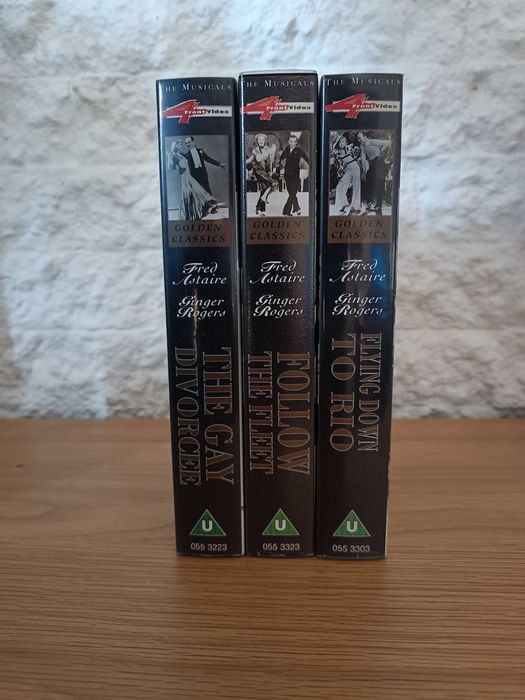 THE MUSICALS
4 Front Video
GOLDEN
CLASSICS
Fred
Astaire
Ginger
Rogers
THE GAY
DIVORCEE
U
055 3223
THE MUSICALS
4 Front Video
GOLDEN
CLASSICS
Fred
Astaire
Ginger
Rogers
FOLLOW
THE FLEET
U
055 3323
THE MUSICALS
4 Front Video
GOLDEN
CLASSICS
Fred
Astaire
Ginger
Rogers
FLYING DOWN
TO RIO
U
055 3303